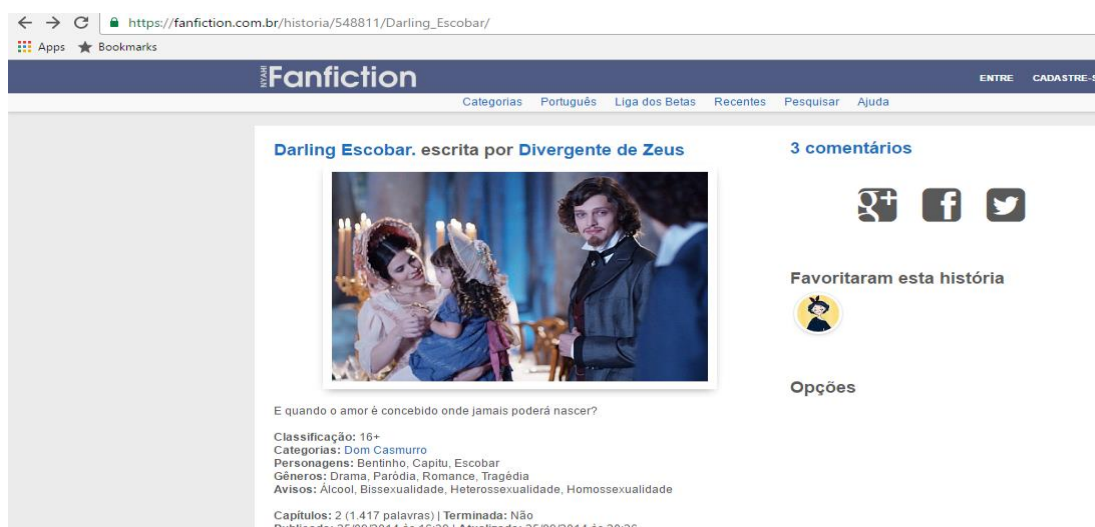 https://fanfiction.com.br/historia/548811/Darling_Escobar/
Apps Bookmarks
NYAH! Fanfiction
ENTRE CADASTRE-S
Categorias Português Liga dos Betas Recentes Pesquisar Ajuda
Darling Escobar. escrita por Divergente de Zeus
3 comentários
g+ f
Favoritaram esta história
Opções
E quando o amor é concebido onde jamais poderá nascer?
Classificação: 16+
Categorias: Dom Casmurro
Personagens: Bentinho, Capitu, Escobar
Gêneros: Drama, Paródia, Romance, Tragédia
Avisos: Álcool, Bissexualidade, Heterossexualidade, Homossexualidade
Capítulos: 2 (1.417 palavras) | Terminada: Não